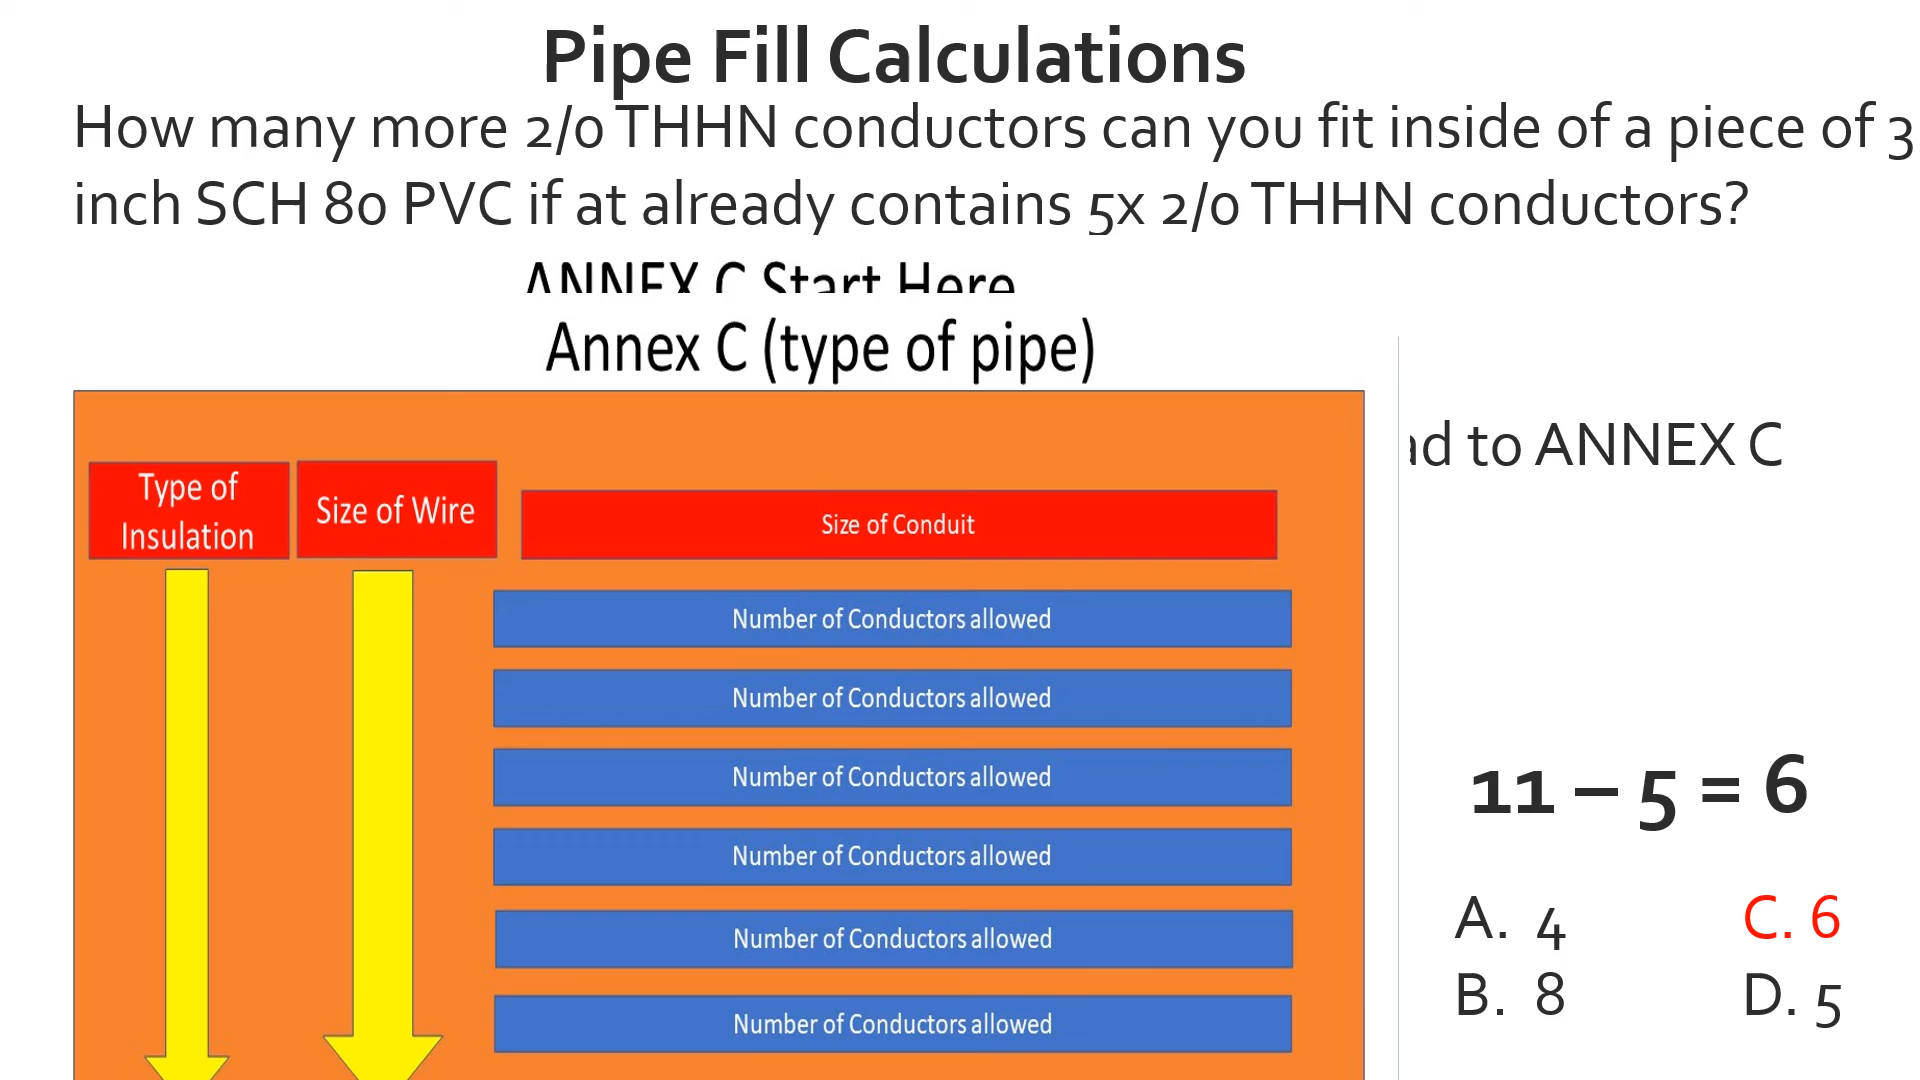 Pipe Fill Calculations
How many more 2/0 THHN conductors can you fit inside of a piece of 3
inch SCH 80 PVC if at already contains 5x 2/0 THHN conductors?
ANNEX C Start Here
Annex C (type of pipe)
to ANNEX C
Type of
Insulation
Size of Wire
Size of Conduit
Number of Conductors allowed
Number of Conductors allowed
Number of Conductors allowed
Number of Conductors allowed
Number of Conductors allowed
Number of Conductors allowed
11 – 5 = 6
A. 4
C. 6
B. 8
D. 5